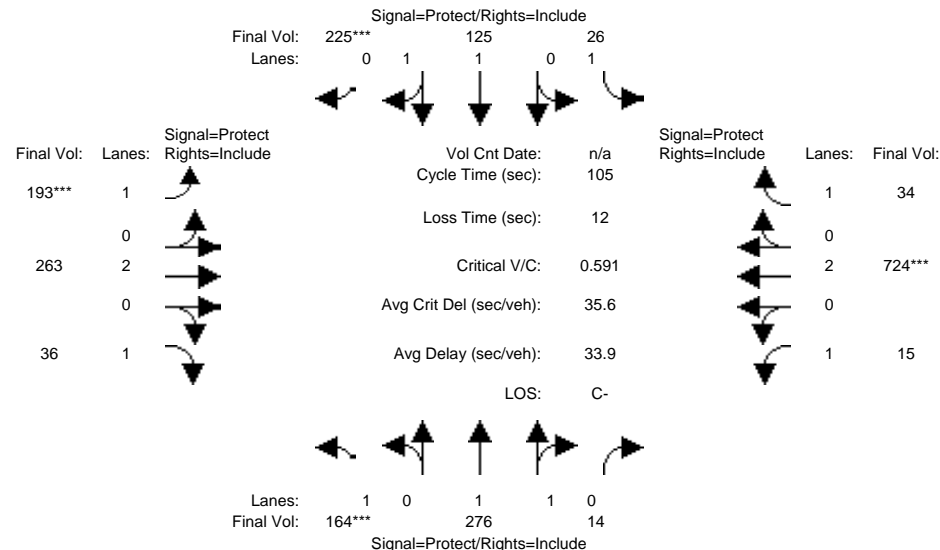 Signal=Protect/Rights=Include
Final Vol: 225*** 125 26
Lanes: 0 1 1 0 1
Signal=Protect Signal=Protect
Final Vol: Lanes: Rights=Include Vol Cnt Date: n/a Rights=Include Lanes: Final Vol:
Cycle Time (sec): 105
193*** 1 1 34
Loss Time (sec): 12
0 0
263 2 Critical V/C: 0.591 2 724***
0 Avg Crit Del (sec/veh): 35.6 0
36 1 Avg Delay (sec/veh): 33.9 1 15
LOS: C-
Lanes: 1 0 1 1 0
Final Vol: 164*** 276 14
Signal=Protect/Rights=Include